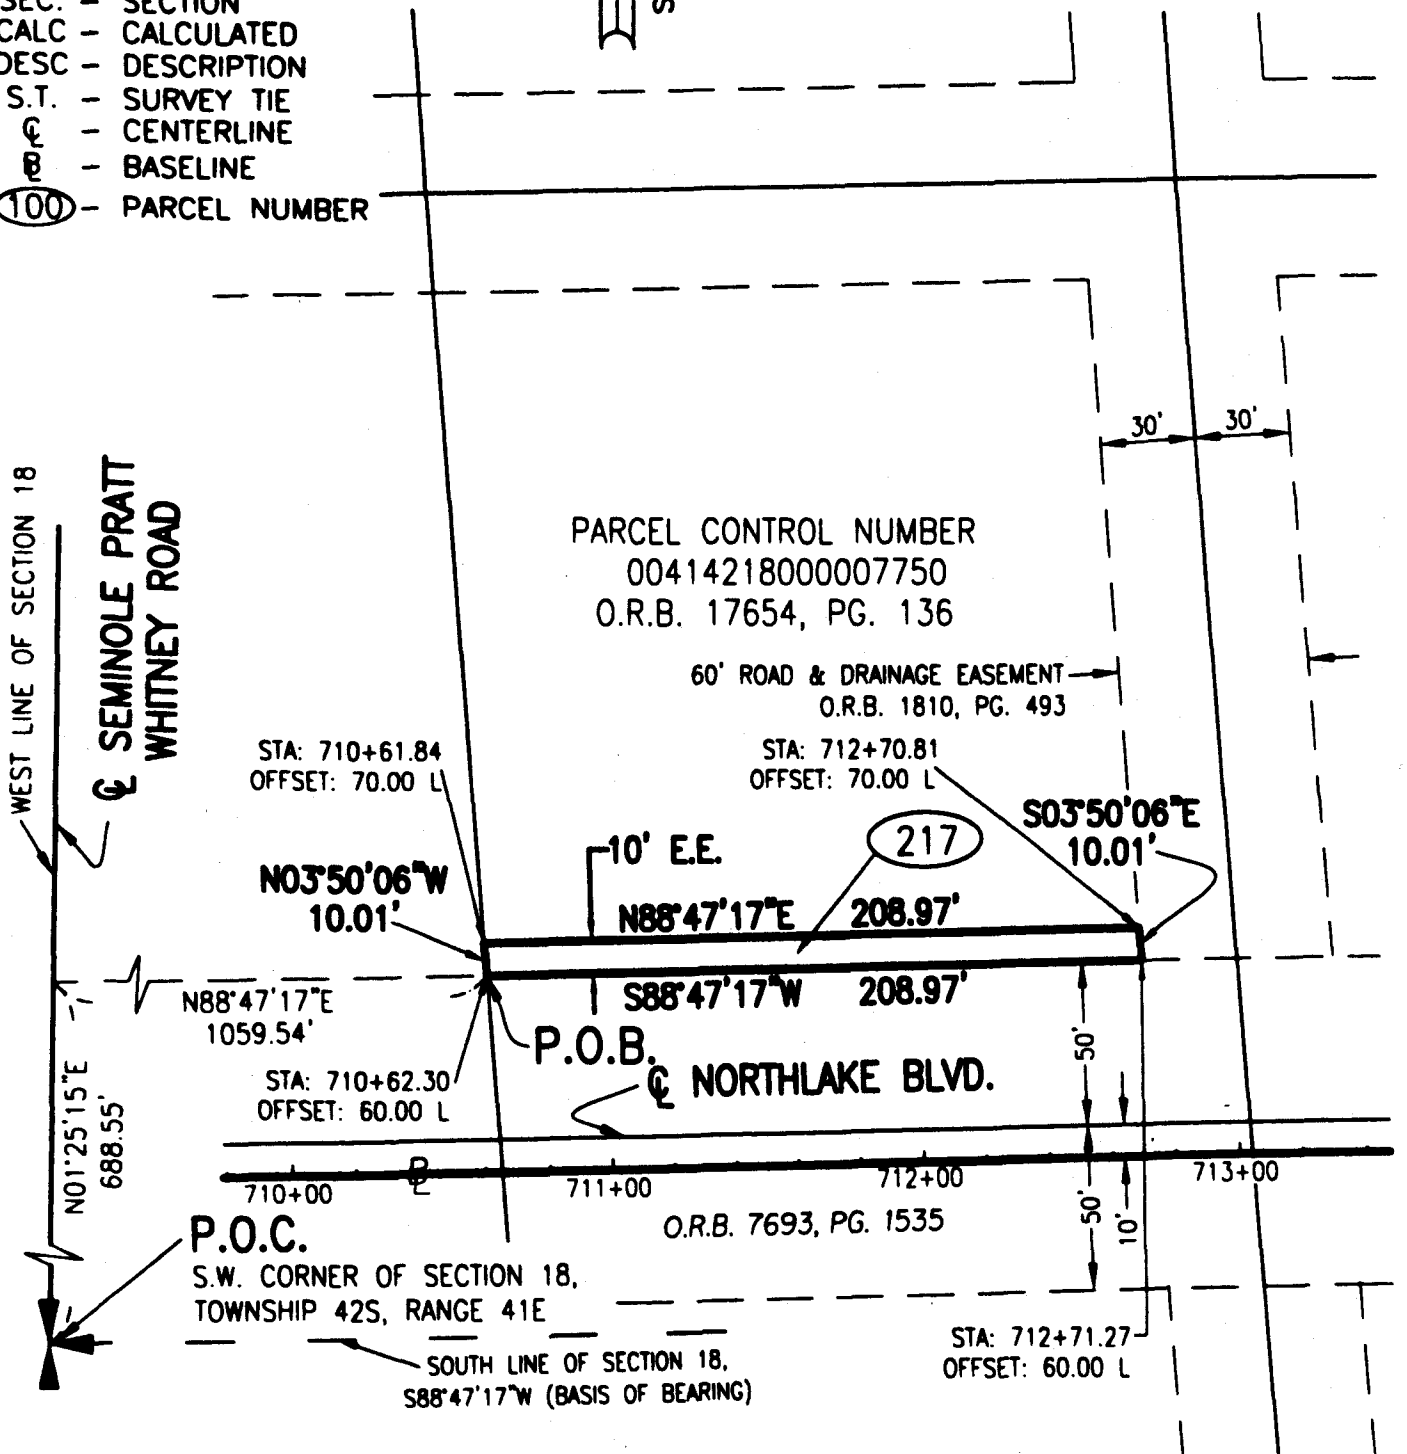 SEC. - SECTION
CALC - CALCULATED
DESC - DESCRIPTION
S.T. - SURVEY TIE
℄ - CENTERLINE
- BASELINE
100 - PARCEL NUMBER
S
30' 30'
WEST LINE OF SECTION 18
℄ SEMINOLE PRATT
WHITNEY ROAD
PARCEL CONTROL NUMBER
00414218000007750
O.R.B. 17654, PG. 136
60' ROAD & DRAINAGE EASEMENT
O.R.B. 1810, PG. 493
STA: 710+61.84
OFFSET: 70.00 L
STA: 712+70.81
OFFSET: 70.00 L
S03°50'06"E
10.01'
217
10' E.E.
N03°50'06"W
10.01'
N88°47'17"E 208.97'
S88°47'17"W 208.97'
N88°47'17"E
1059.54'
P.O.B.
℄ NORTHLAKE BLVD.
50'
STA: 710+62.30
OFFSET: 60.00 L
N01°25'15"E
688.55'
710+00 711+00 712+00 713+00
50'
10'
O.R.B. 7693, PG. 1535
P.O.C.
S.W. CORNER OF SECTION 18,
TOWNSHIP 42S, RANGE 41E
STA: 712+71.27
OFFSET: 60.00 L
SOUTH LINE OF SECTION 18,
S88°47'17"W (BASIS OF BEARING)